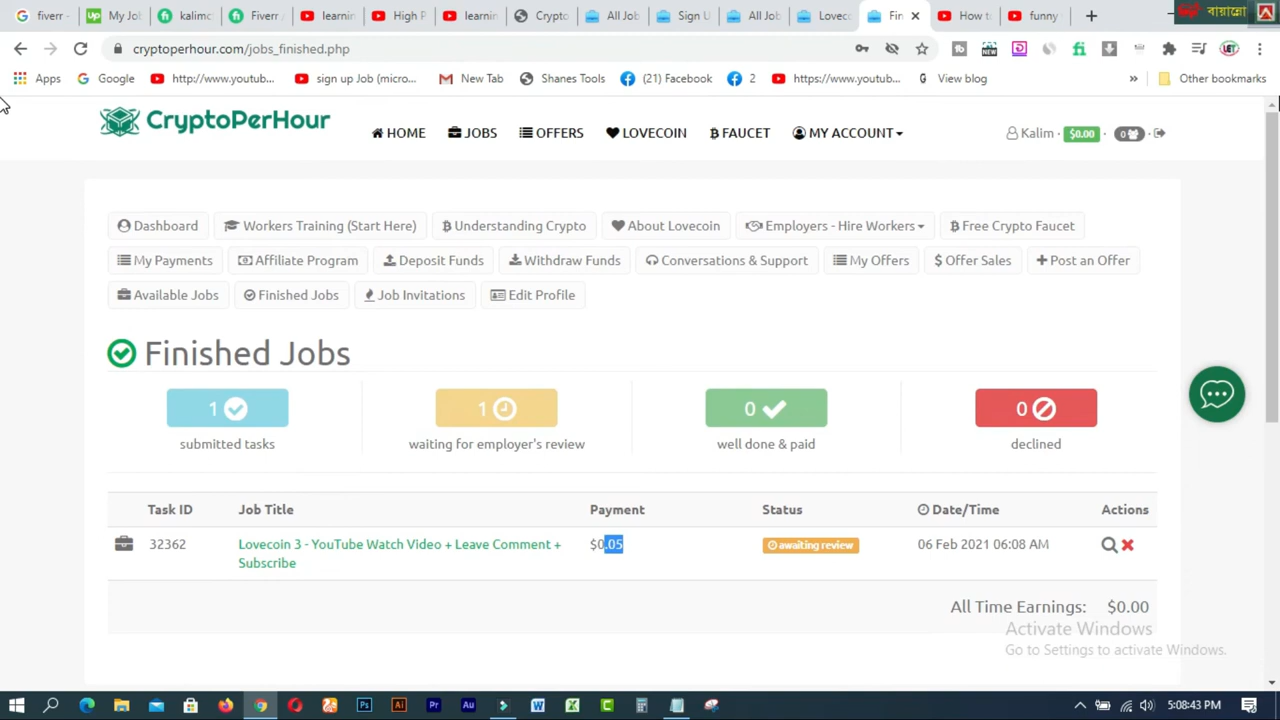 fiverr - My Jo kalimc Fiverr learnin High P learni Crypto All Job Sign U All Job Loveco Fin How t funny বায়ান্নো
cryptoperhour.com/jobs_finished.php
Apps Google http://www.youtub... sign up Job (micro... New Tab Shanes Tools (21) Facebook 2 https://www.youtub... View blog » Other bookmarks
CryptoPerHour HOME JOBS OFFERS LOVECOIN FAUCET MY ACCOUNT Kalim · $0.00 · 0 ·
Dashboard Workers Training (Start Here) Understanding Crypto About Lovecoin Employers - Hire Workers Free Crypto Faucet
My Payments Affiliate Program Deposit Funds Withdraw Funds Conversations & Support My Offers $ Offer Sales + Post an Offer
Available Jobs Finished Jobs Job Invitations Edit Profile
Finished Jobs
1 1 0 0
submitted tasks waiting for employer's review well done & paid declined
Task ID Job Title Payment Status Date/Time Actions
32362 Lovecoin 3 - YouTube Watch Video + Leave Comment + $0.05 awaiting review 06 Feb 2021 06:08 AM
Subscribe
All Time Earnings: $0.00
Activate Windows
Go to Settings to activate Windows.
5:08:43 PM